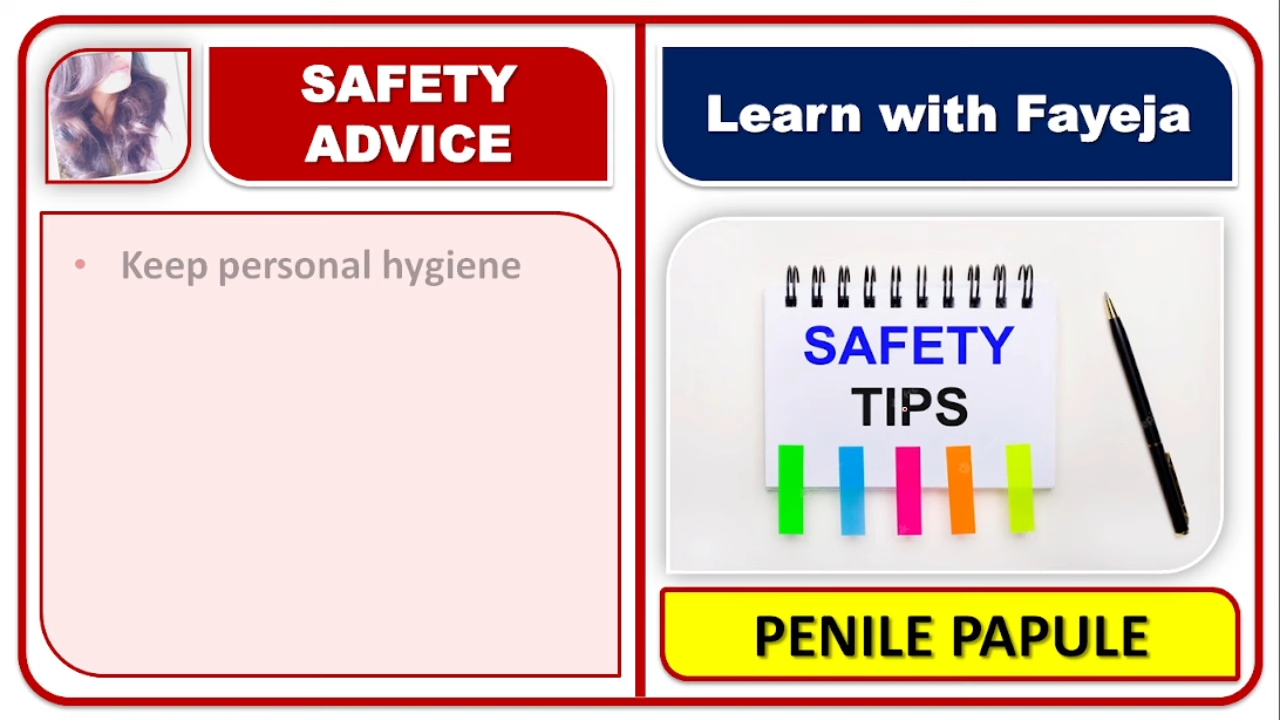 SAFETY
ADVICE
• Keep personal hygiene
Learn with Fayeja
SAFETY
TIPS
PENILE PAPULE